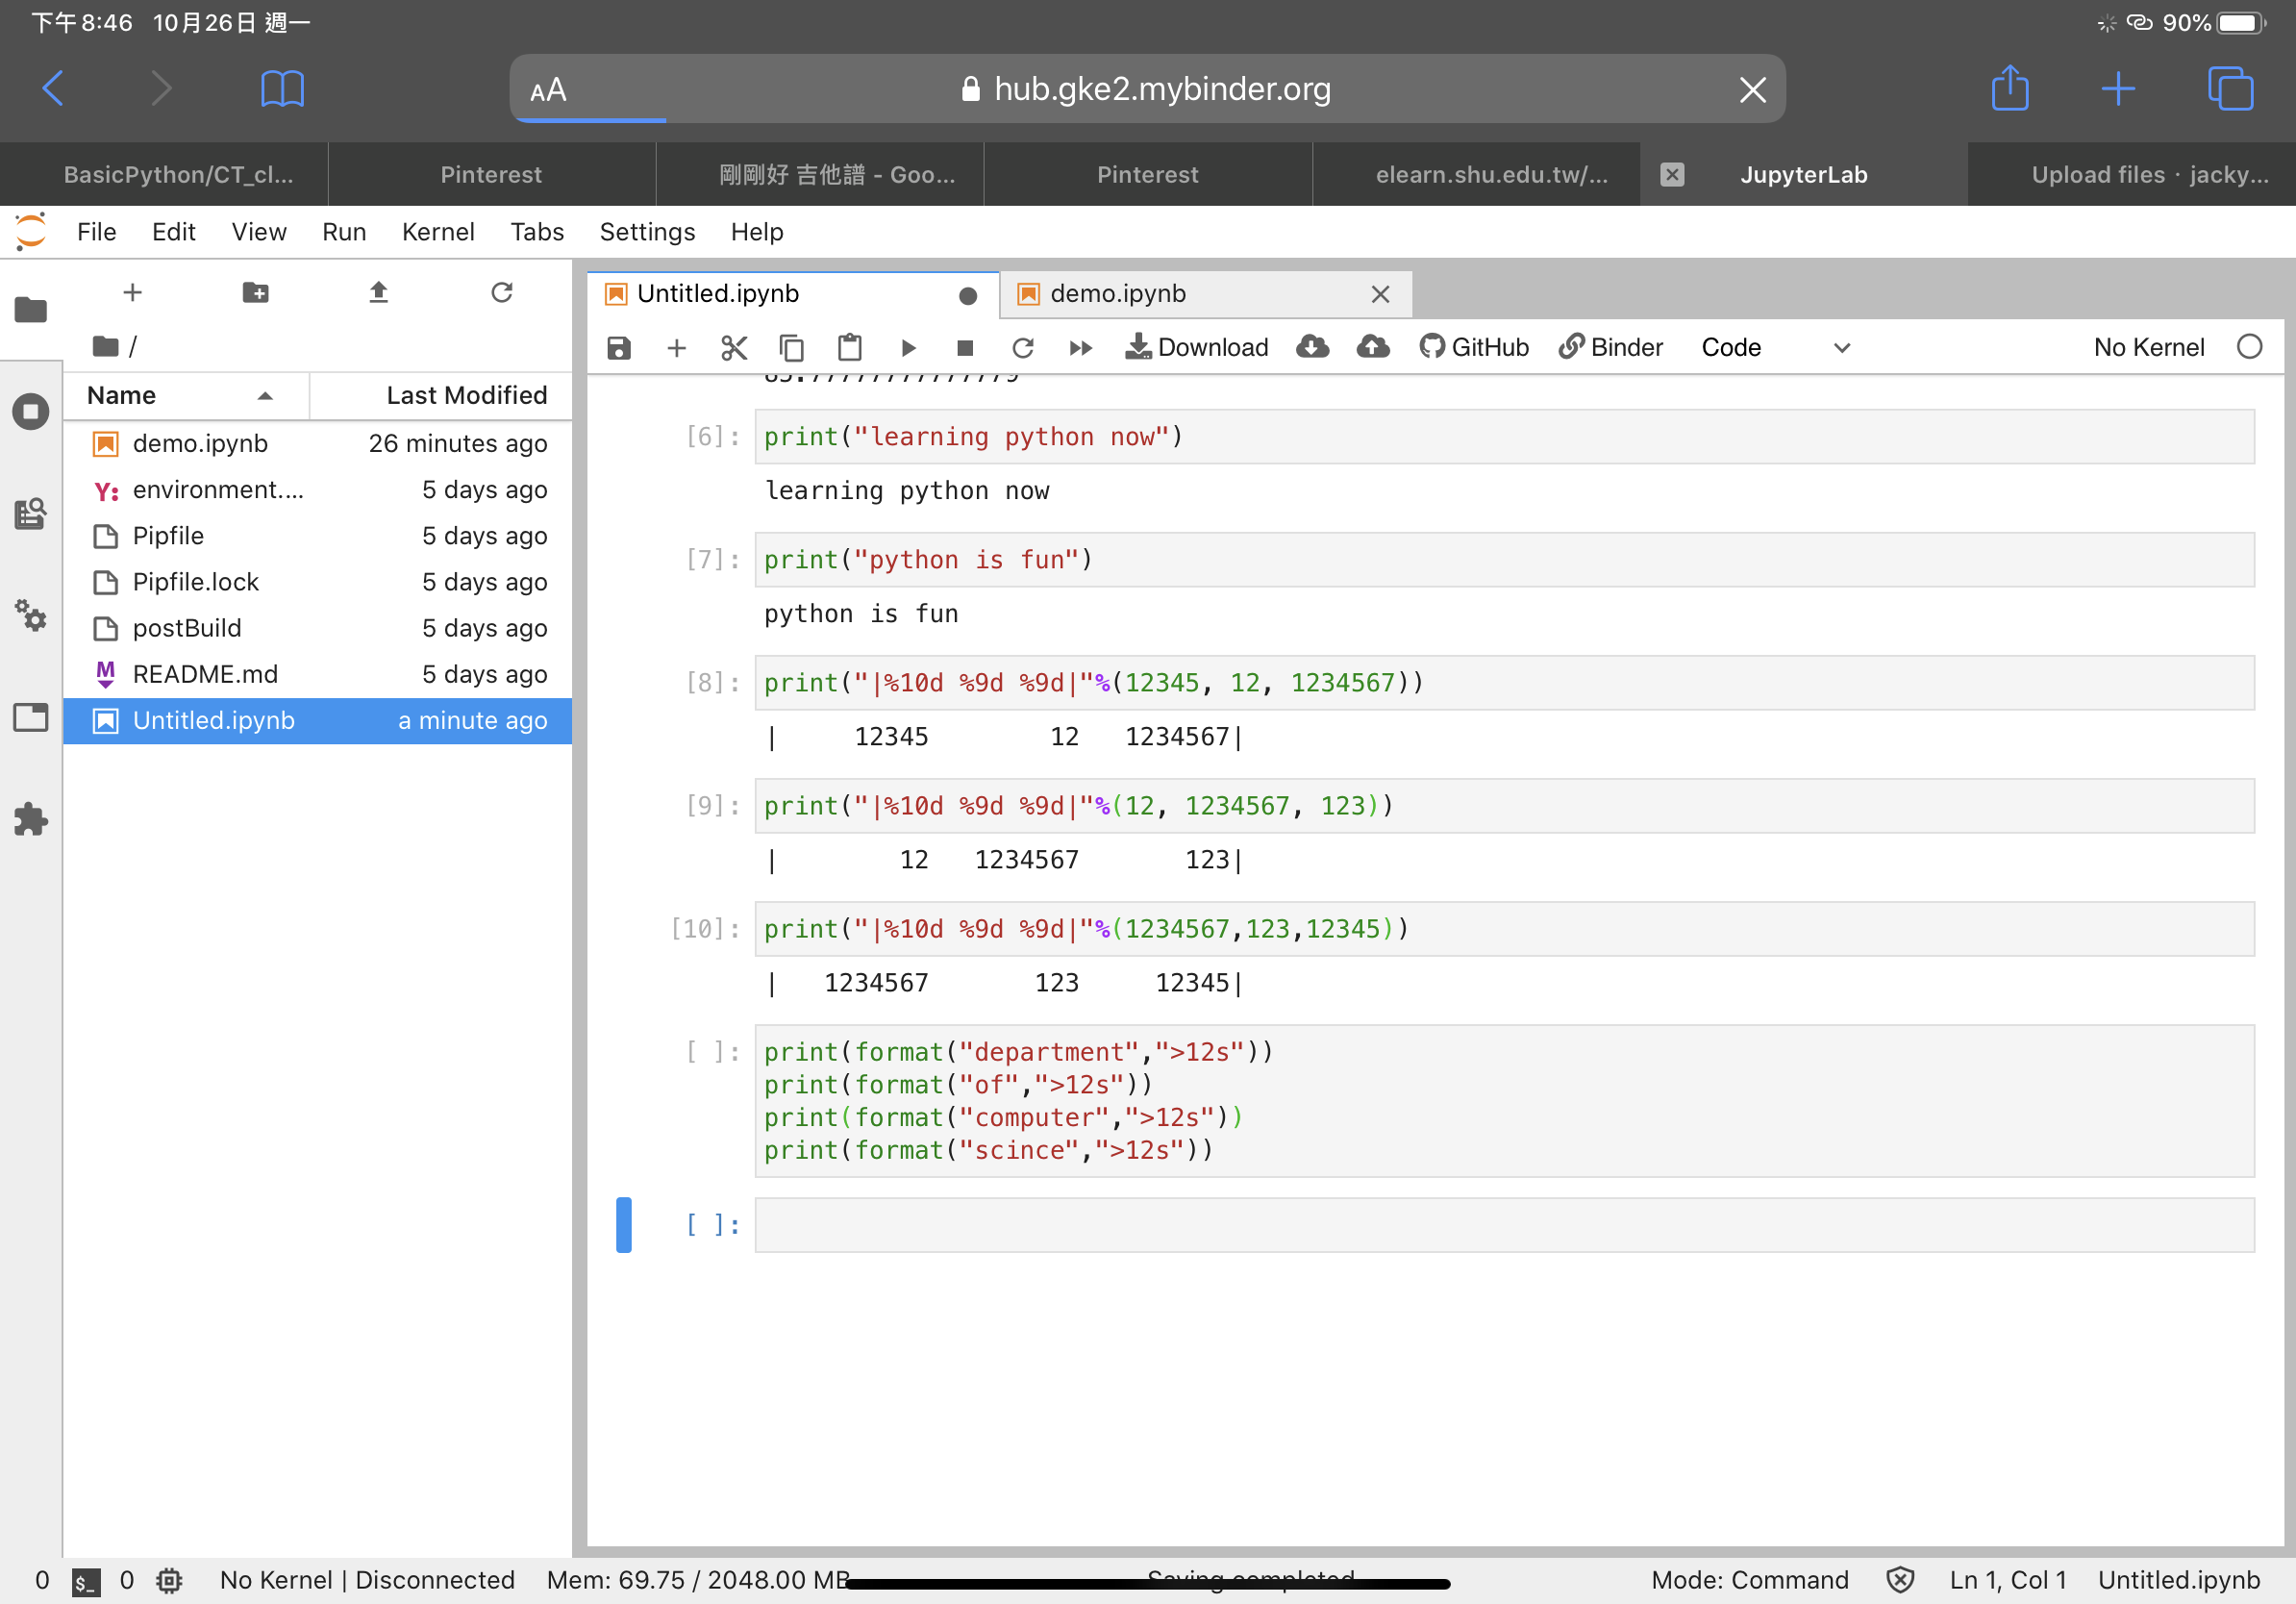 下午8:46 10月26日 週一 90%
AA hub.gke2.mybinder.org
BasicPython/CT_cl... Pinterest 剛剛好 吉他譜 - Goo... Pinterest elearn.shu.edu.tw/... JupyterLab Upload files · jacky...
File Edit View Run Kernel Tabs Settings Help
Untitled.ipynb demo.ipynb
/
Download GitHub Binder Code No Kernel
Name Last Modified
demo.ipynb 26 minutes ago
environment.... 5 days ago
Pipfile 5 days ago
Pipfile.lock 5 days ago
postBuild 5 days ago
README.md 5 days ago
Untitled.ipynb a minute ago
[6]: print("learning python now")
learning python now
[7]: print("python is fun")
python is fun
[8]: print("|%10d %9d %9d|"%(12345, 12, 1234567))
|     12345        12   1234567|
[9]: print("|%10d %9d %9d|"%(12, 1234567, 123))
|        12   1234567       123|
[10]: print("|%10d %9d %9d|"%(1234567,123,12345))
|   1234567       123     12345|
[ ]: print(format("department",">12s"))
print(format("of",">12s"))
print(format("computer",">12s"))
print(format("scince",">12s"))
[ ]:
0 $_ 0 No Kernel | Disconnected Mem: 69.75 / 2048.00 MB Saving completed Mode: Command Ln 1, Col 1 Untitled.ipynb